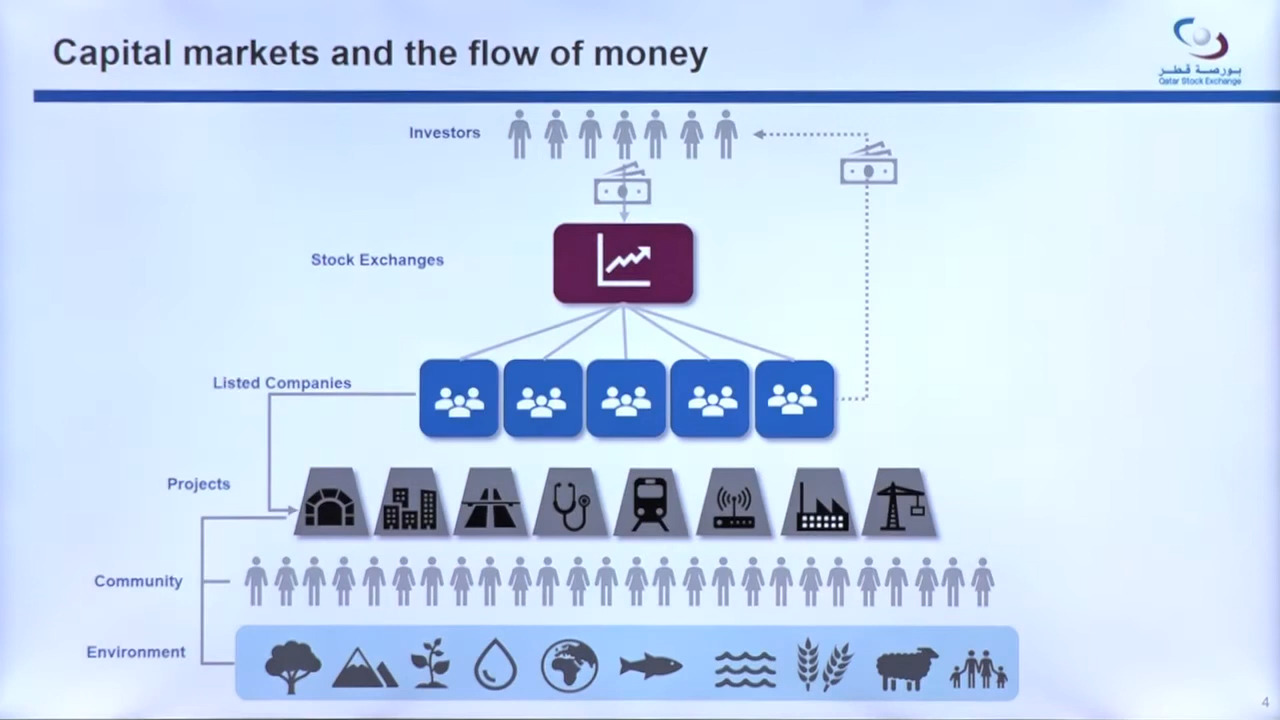 Capital markets and the flow of money
بورصة قطر
Qatar Stock Exchange
Investors
Stock Exchanges
Listed Companies
Projects
Community
Environment
4